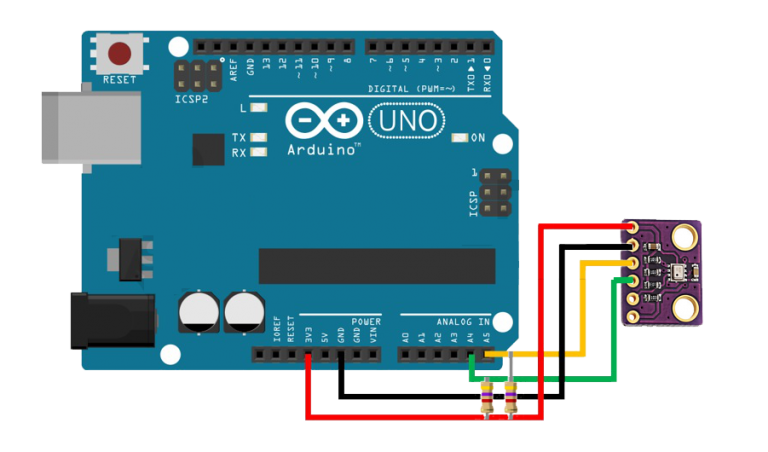 AREF
GND
13
12
~11
~10
~9
8
7
~6
~5
4
~3
2
TX0 ▶ 1
RX0 ◀ 0
RESET
ICSP2
DIGITAL (PWM=~)
L
TX
RX
UNO
Arduino™
ON
1
ICSP
POWER
ANALOG IN
IOREF
RESET
3V3
5V
GND
GND
VIN
A0
A1
A2
A3
A4
A5